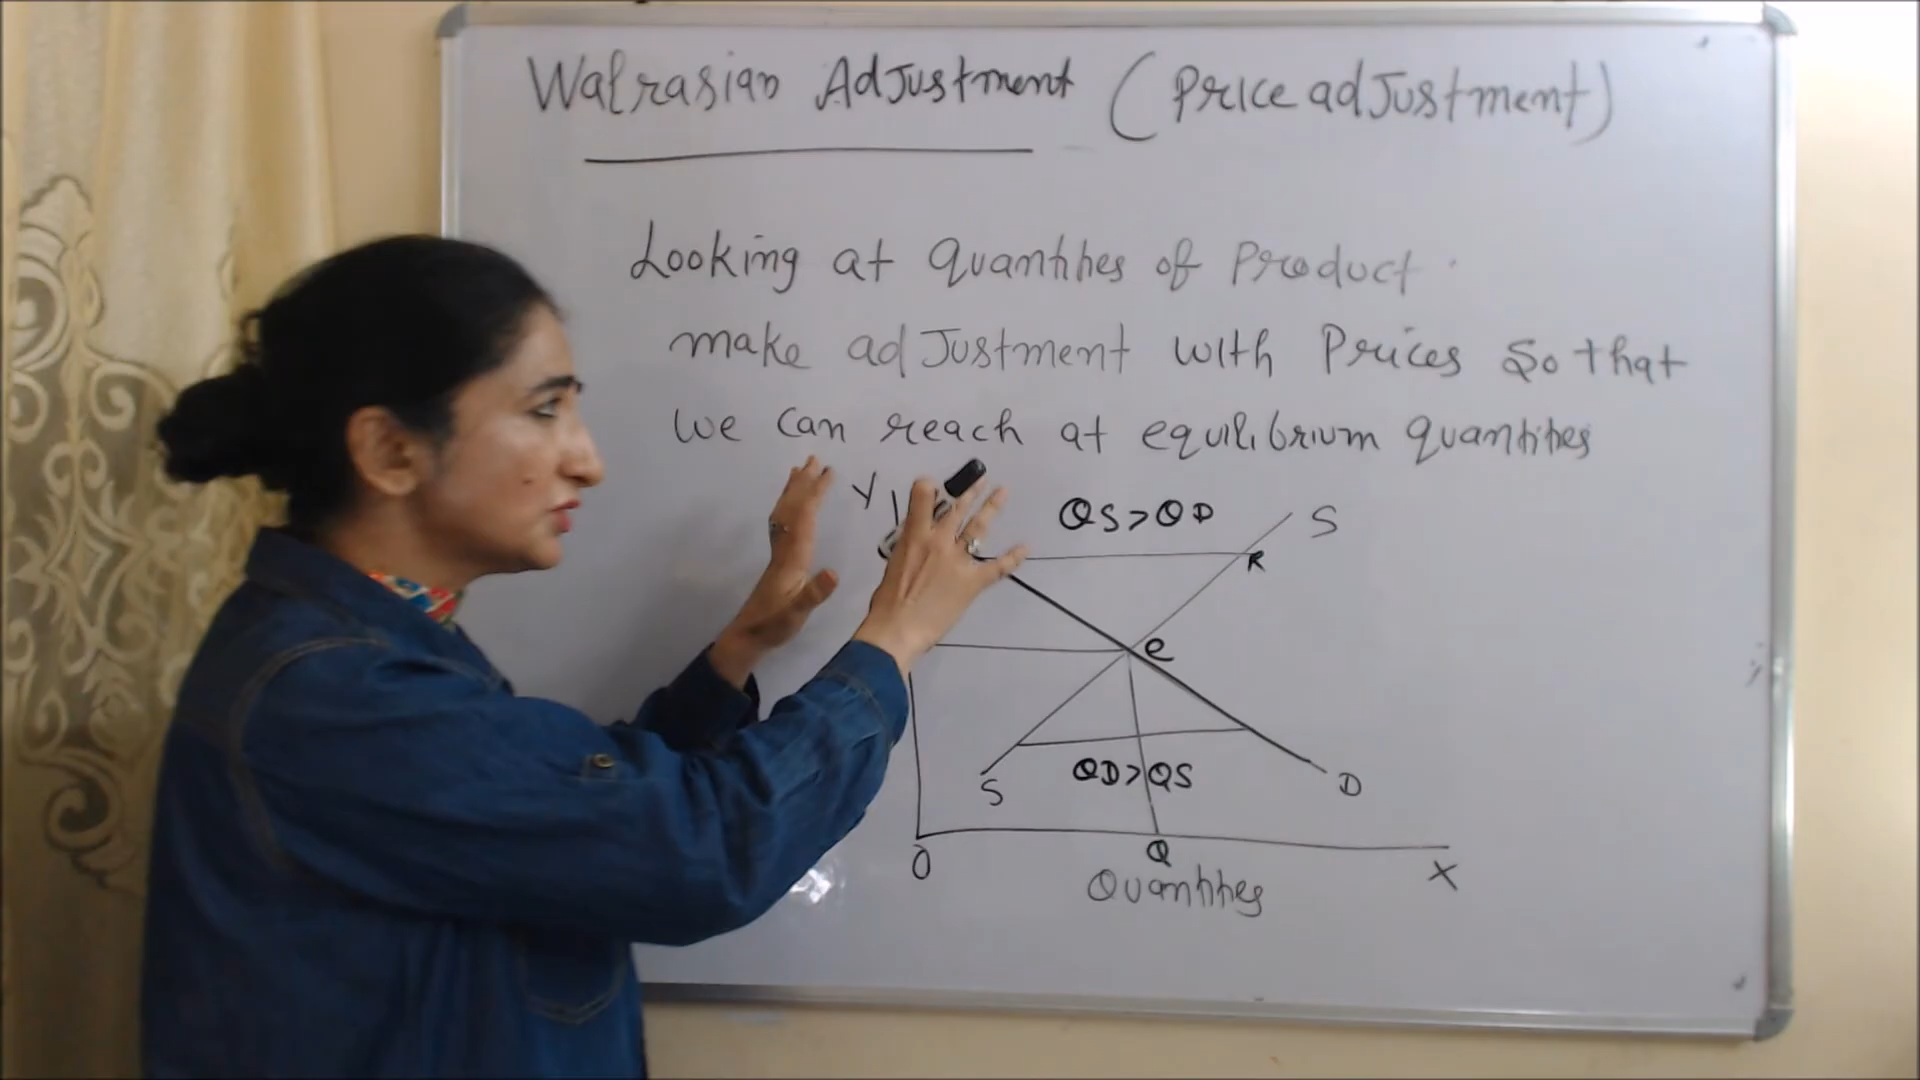 Walrasian Adjustment (Price adjustment)
Looking at Quantities of Product.
make adjustment with Prices so that
we can reach at equilibrium quantities
Y
QS>QD
S
R
e
QD>QS
S
D
O
Q
X
Quantities